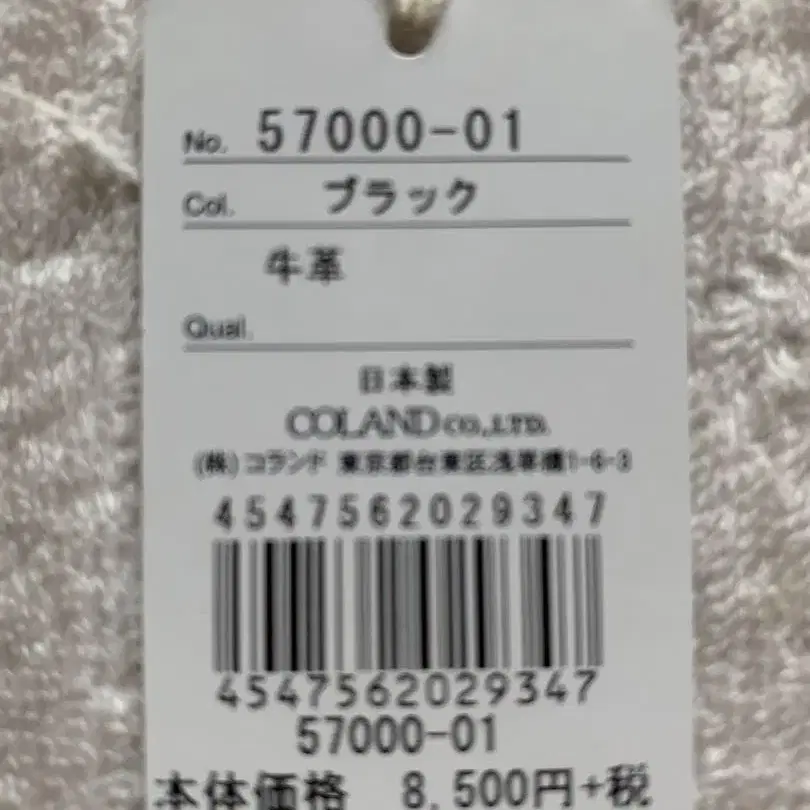 No. 57000-01
Col. ブラック
牛革
Qual.
日本製
COLAND CO.,LTD.
(株)コランド 東京都台東区浅草橋1-6-3
4547562029347
4547562029347
57000-01
本体価格 8,500円+税